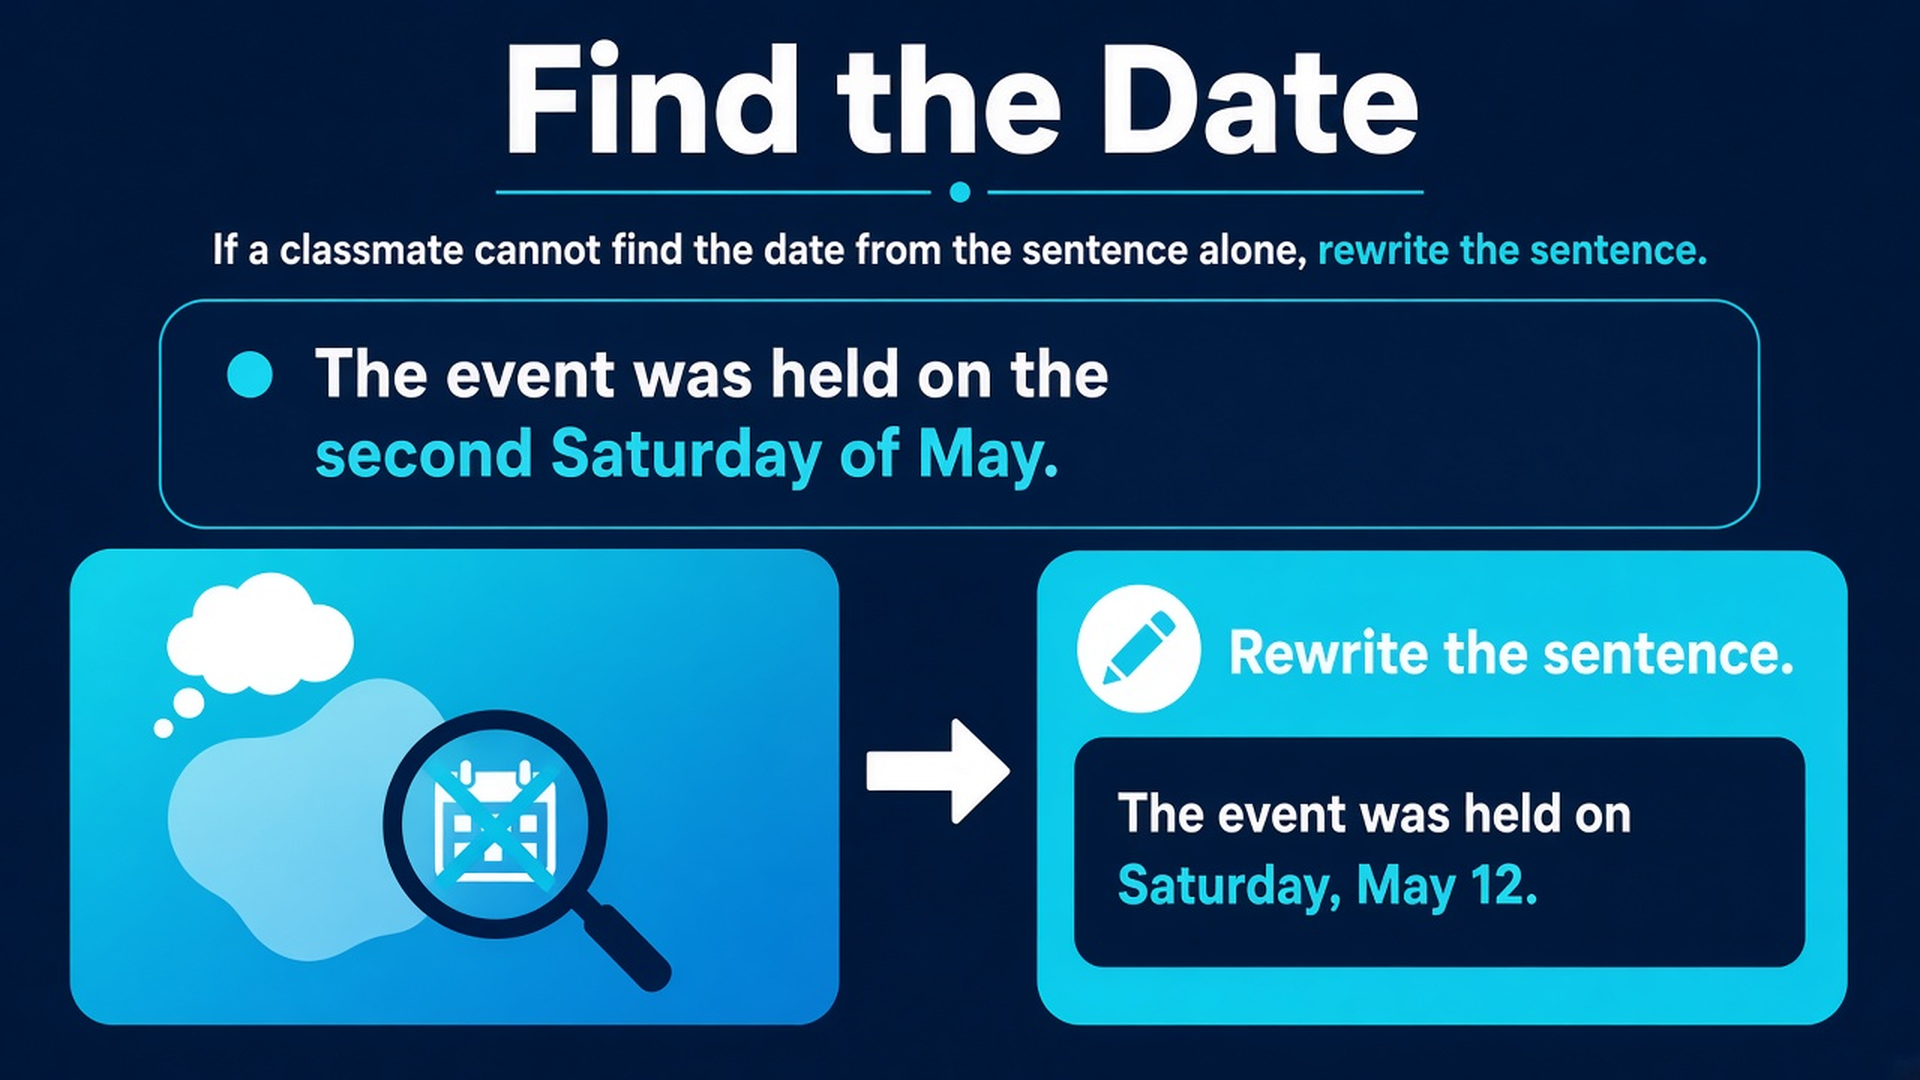 Find the Date
If a classmate cannot find the date from the sentence alone, rewrite the sentence.
The event was held on the
second Saturday of May.
Rewrite the sentence.
The event was held on
Saturday, May 12.